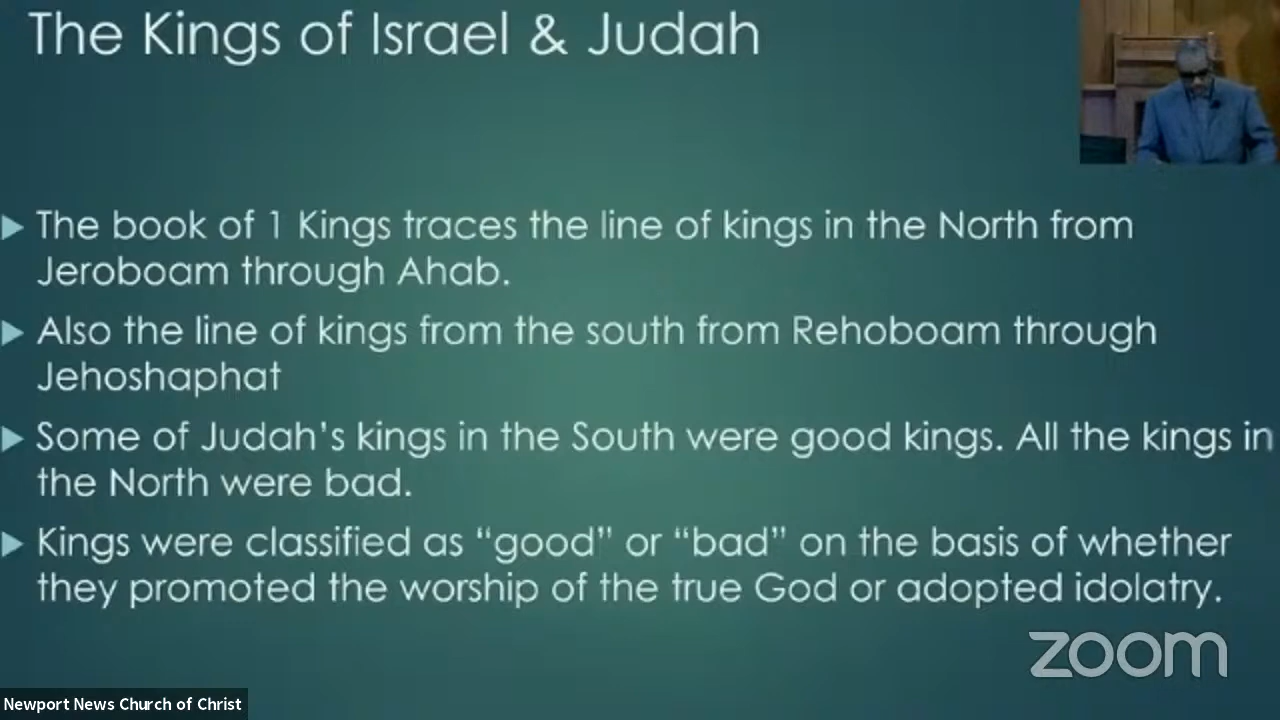 The Kings of Israel & Judah
The book of 1 Kings traces the line of kings in the North from
Jeroboam through Ahab.
Also the line of kings from the south from Rehoboam through
Jehoshaphat
Some of Judah’s kings in the South were good kings. All the kings in
the North were bad.
Kings were classified as “good” or “bad” on the basis of whether
they promoted the worship of the true God or adopted idolatry.
zoom
Newport News Church of Christ